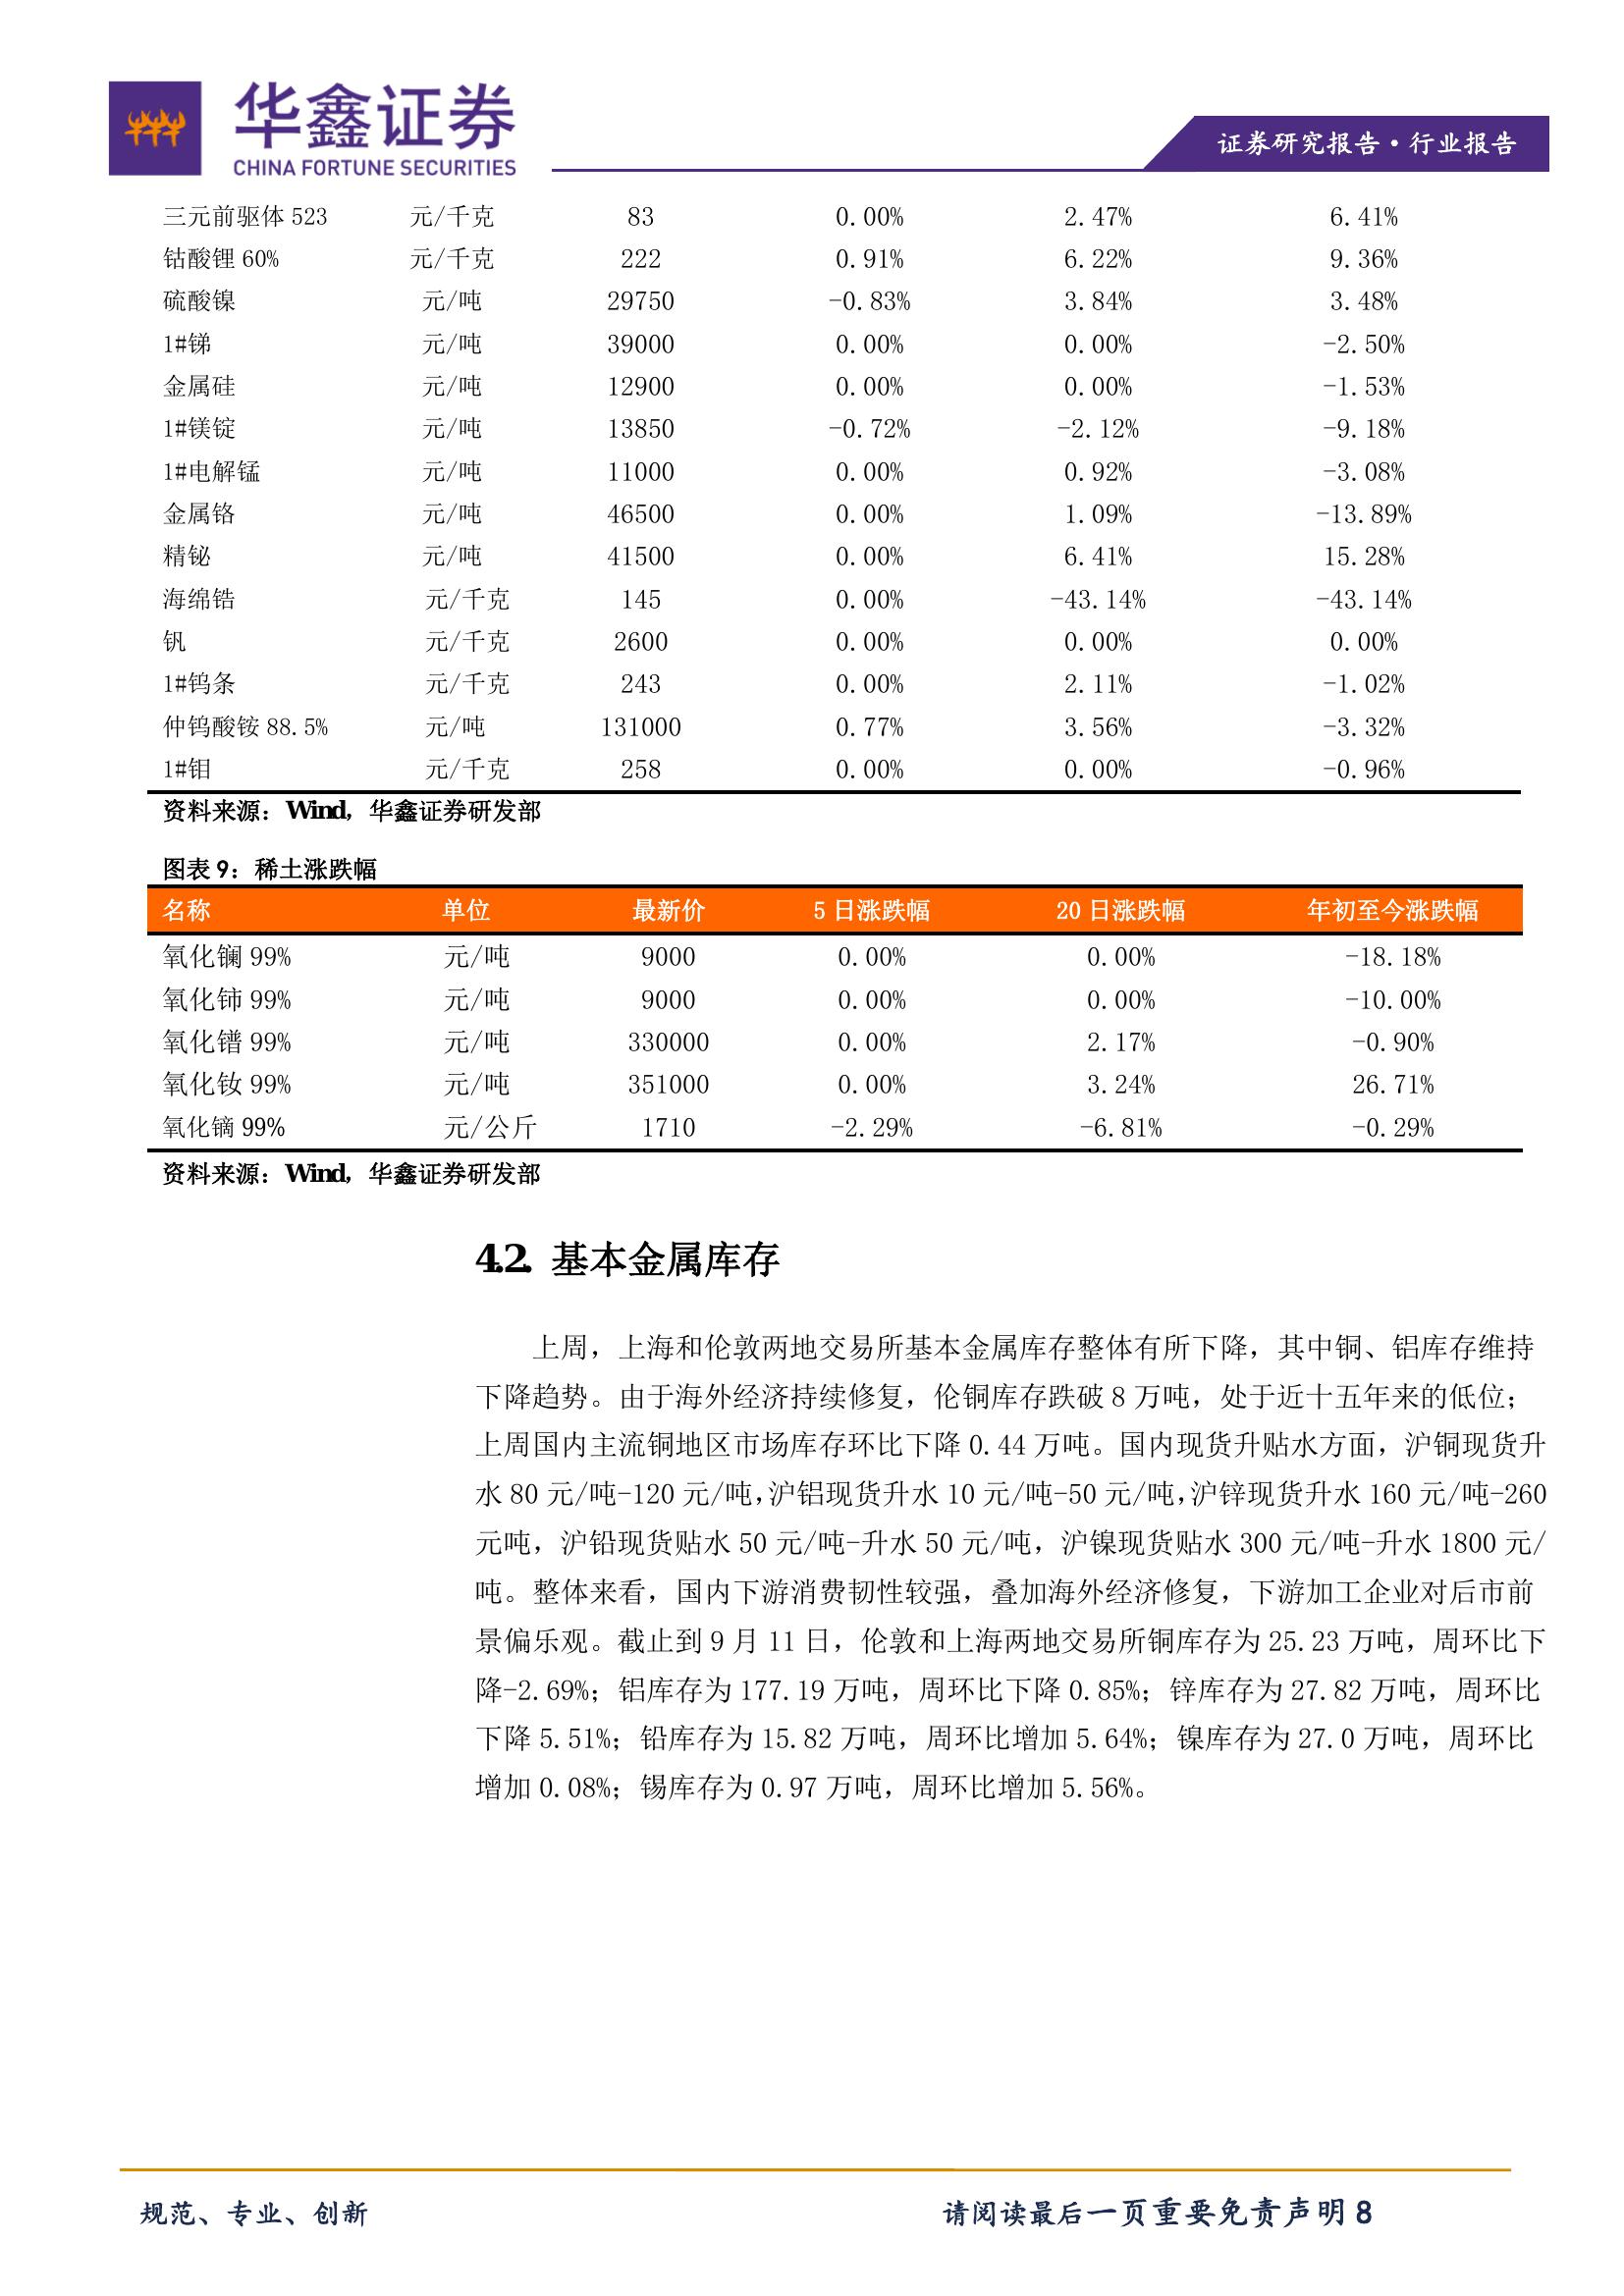 华鑫证券
CHINA FORTUNE SECURITIES
证券研究报告·行业报告
三元前驱体 523 元/千克 83 0.00% 2.47% 6.41%
钴酸锂 60% 元/千克 222 0.91% 6.22% 9.36%
硫酸镍 元/吨 29750 -0.83% 3.84% 3.48%
1#锑 元/吨 39000 0.00% 0.00% -2.50%
金属硅 元/吨 12900 0.00% 0.00% -1.53%
1#镁锭 元/吨 13850 -0.72% -2.12% -9.18%
1#电解锰 元/吨 11000 0.00% 0.92% -3.08%
金属铬 元/吨 46500 0.00% 1.09% -13.89%
精铋 元/吨 41500 0.00% 6.41% 15.28%
海绵锆 元/千克 145 0.00% -43.14% -43.14%
钒 元/千克 2600 0.00% 0.00% 0.00%
1#钨条 元/千克 243 0.00% 2.11% -1.02%
仲钨酸铵 88.5% 元/吨 131000 0.77% 3.56% -3.32%
1#钼 元/千克 258 0.00% 0.00% -0.96%
资料来源：Wind，华鑫证券研发部
图表 9：稀土涨跌幅
名称 单位 最新价 5 日涨跌幅 20 日涨跌幅 年初至今涨跌幅
氧化镧 99% 元/吨 9000 0.00% 0.00% -18.18%
氧化铈 99% 元/吨 9000 0.00% 0.00% -10.00%
氧化镨 99% 元/吨 330000 0.00% 2.17% -0.90%
氧化钕 99% 元/吨 351000 0.00% 3.24% 26.71%
氧化镝 99% 元/公斤 1710 -2.29% -6.81% -0.29%
资料来源：Wind，华鑫证券研发部
4.2. 基本金属库存
上周，上海和伦敦两地交易所基本金属库存整体有所下降，其中铜、铝库存维持
下降趋势。由于海外经济持续修复，伦铜库存跌破 8 万吨，处于近十五年来的低位；
上周国内主流铜地区市场库存环比下降 0.44 万吨。国内现货升贴水方面，沪铜现货升
水 80 元/吨-120 元/吨，沪铝现货升水 10 元/吨-50 元/吨，沪锌现货升水 160 元/吨-260
元吨，沪铅现货贴水 50 元/吨-升水 50 元/吨，沪镍现货贴水 300 元/吨-升水 1800 元/
吨。整体来看，国内下游消费韧性较强，叠加海外经济修复，下游加工企业对后市前
景偏乐观。截止到 9 月 11 日，伦敦和上海两地交易所铜库存为 25.23 万吨，周环比下
降-2.69%；铝库存为 177.19 万吨，周环比下降 0.85%；锌库存为 27.82 万吨，周环比
下降 5.51%；铅库存为 15.82 万吨，周环比增加 5.64%；镍库存为 27.0 万吨，周环比
增加 0.08%；锡库存为 0.97 万吨，周环比增加 5.56%。
规范、专业、创新 请阅读最后一页重要免责声明 8